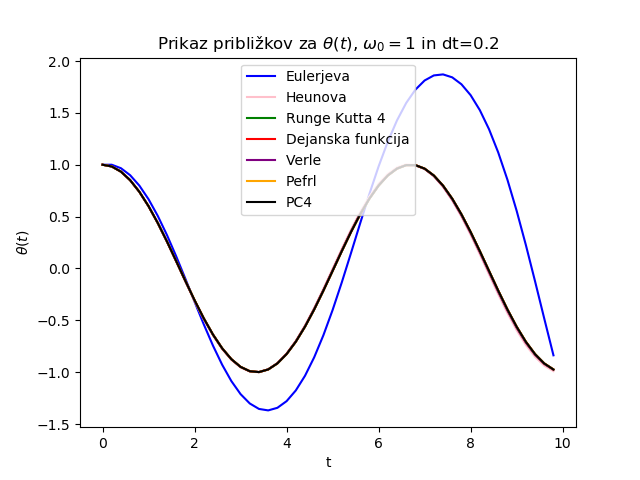 Prikaz približkov za θ(t), ω₀ = 1 in dt=0.2
2.0
1.5
1.0
0.5
0.0
−0.5
−1.0
−1.5
θ(t)
Eulerjeva
Heunova
Runge Kutta 4
Dejanska funkcija
Verle
Pefrl
PC4
0 2 4 6 8 10
t